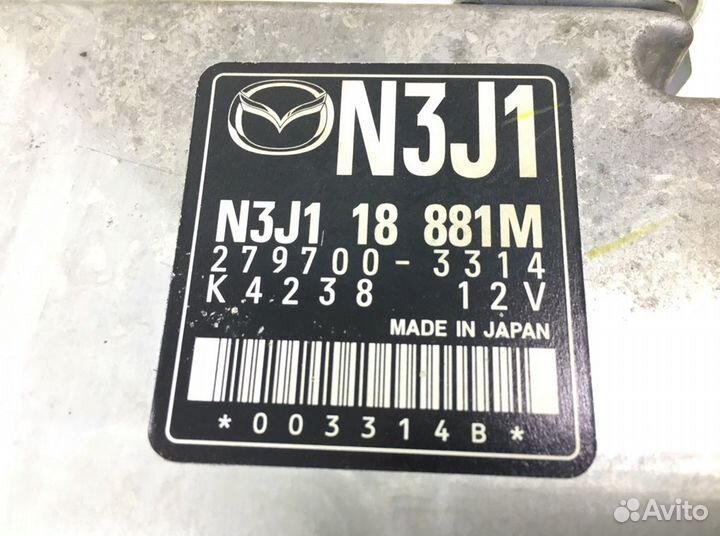 N3J1
N3J1 18 881M
279700-3314
K4238 12V
MADE IN JAPAN
*003314B*
Avito